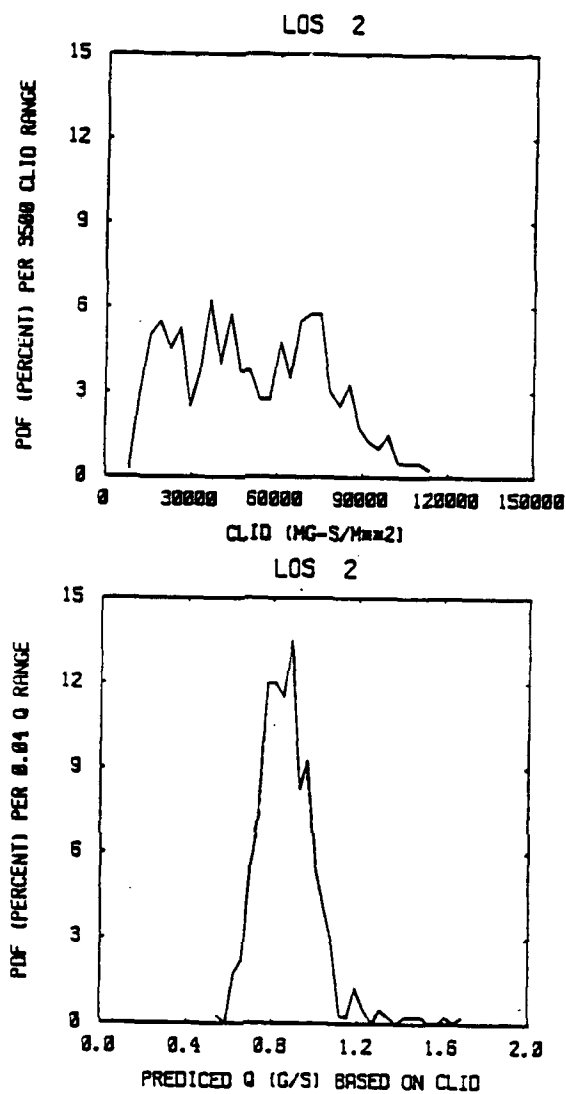 LOS 2
15
12
9
6
3
0
PDF (PERCENT) PER 3500 CLID RANGE
0 30000 60000 90000 120000 150000
CLID (MG-S/M**2)
LOS 2
15
12
9
6
3
0
PDF (PERCENT) PER 0.04 Q RANGE
0.0 0.4 0.8 1.2 1.6 2.0
PREDICED Q (G/S) BASED ON CLID